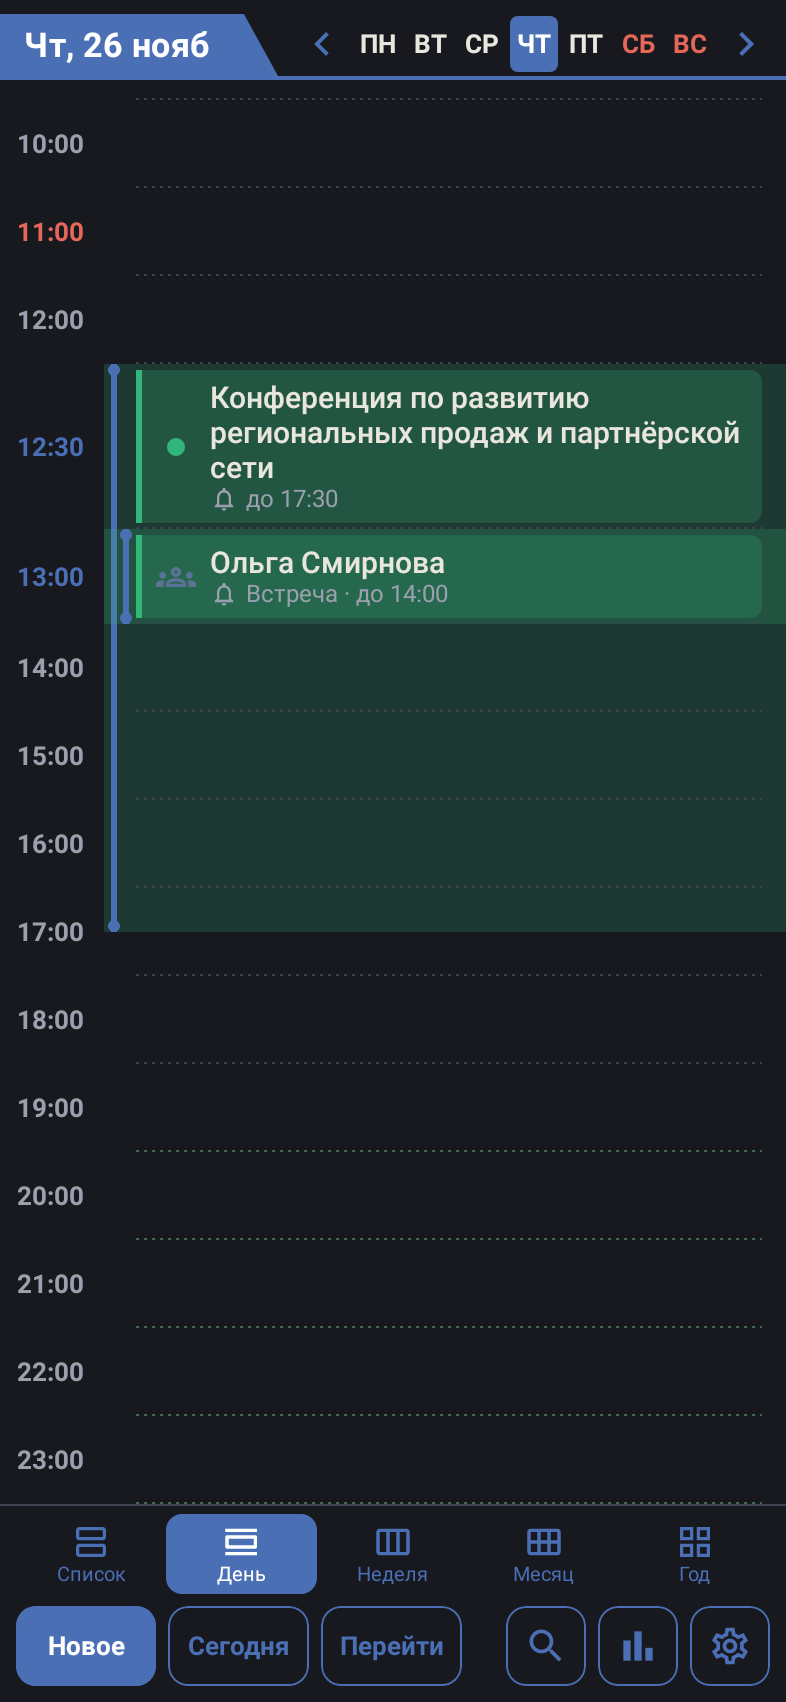 Чт, 26 нояб
ПН ВТ СР ЧТ ПТ СБ ВС
10:00
11:00
12:00
12:30
Конференция по развитию
региональных продаж и партнёрской
сети
до 17:30
13:00
Ольга Смирнова
Встреча · до 14:00
14:00
15:00
16:00
17:00
18:00
19:00
20:00
21:00
22:00
23:00
Список День Неделя Месяц Год
Новое Сегодня Перейти